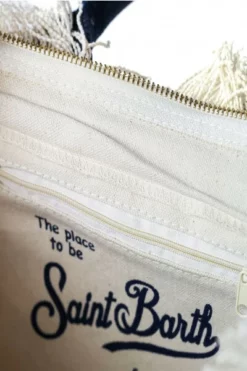 The place
to be
Saint Barth